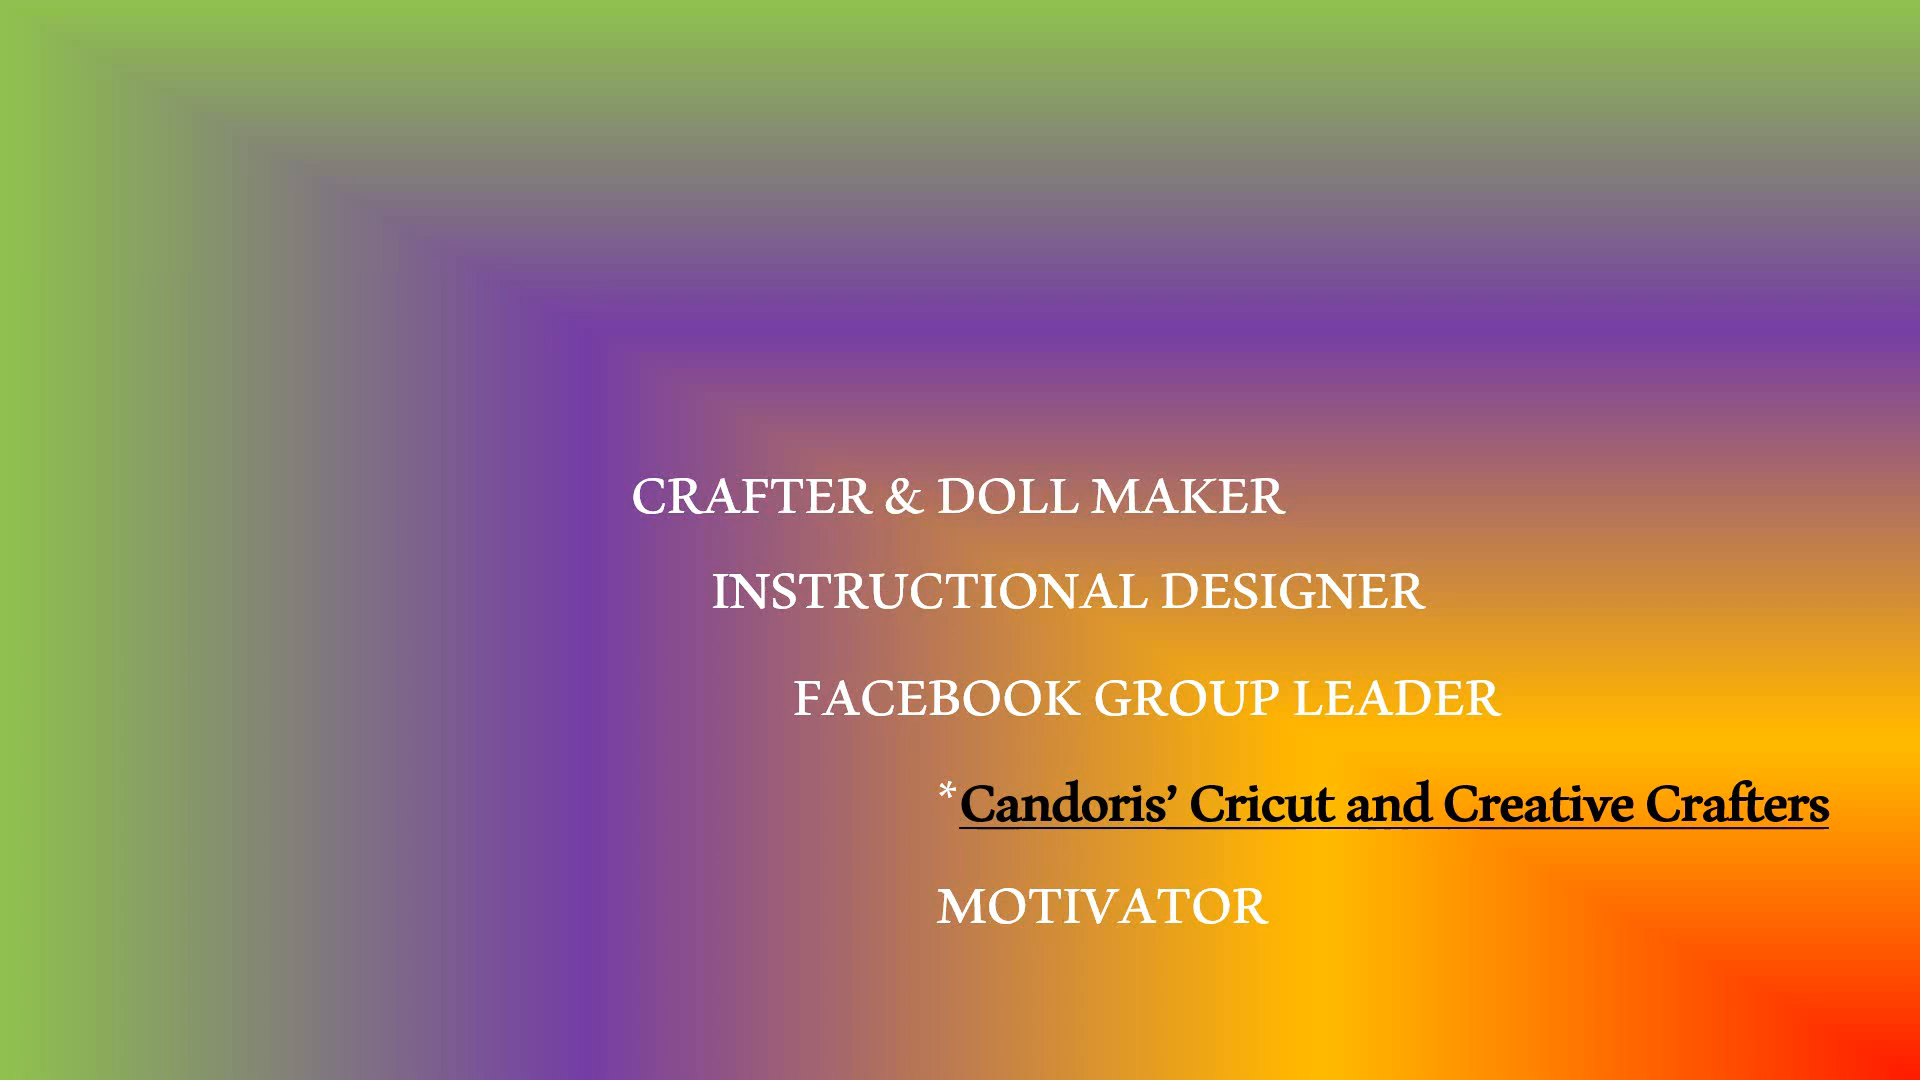 CRAFTER & DOLL MAKER
INSTRUCTIONAL DESIGNER
FACEBOOK GROUP LEADER
*Candoris’ Cricut and Creative Crafters
MOTIVATOR